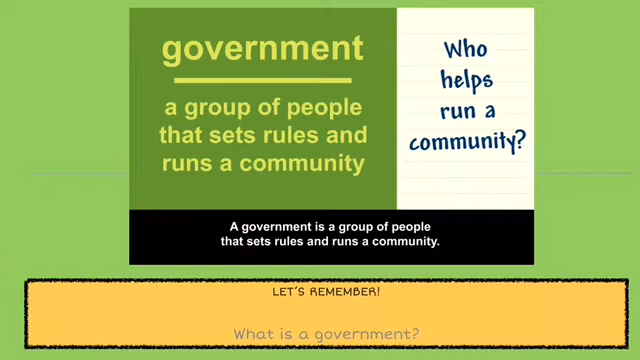 government
a group of people
that sets rules and
runs a community
Who
helps
run a
community?
A government is a group of people
that sets rules and runs a community.
LET'S REMEMBER!
What is a government?